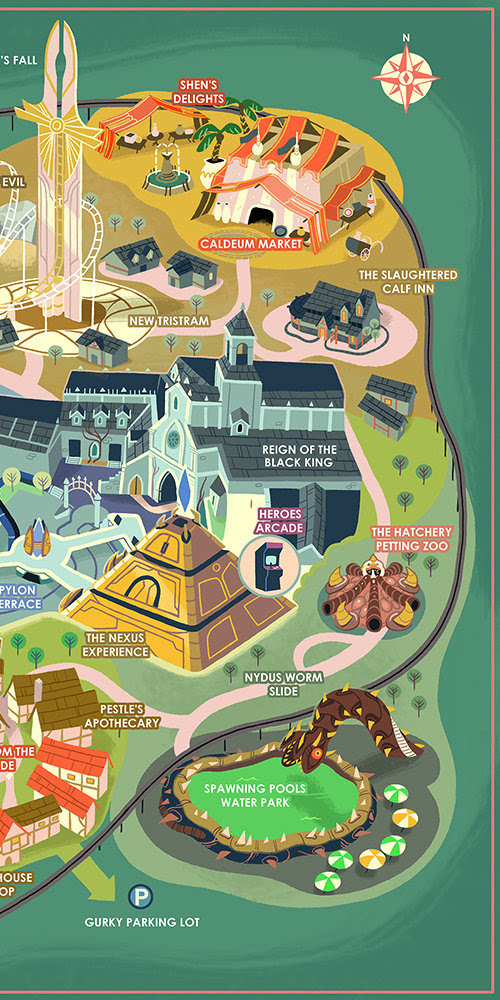 'S FALL
N
SHEN'S
DELIGHTS
EVIL
CALDEUM MARKET
THE SLAUGHTERED
CALF INN
NEW TRISTRAM
REIGN OF THE
BLACK KING
HEROES
ARCADE
THE HATCHERY
PETTING ZOO
PYLON
TERRACE
THE NEXUS
EXPERIENCE
NYDUS WORM
SLIDE
PESTLE'S
APOTHECARY
OM THE
DE
SPAWNING POOLS
WATER PARK
HOUSE
OP
P
GURKY PARKING LOT